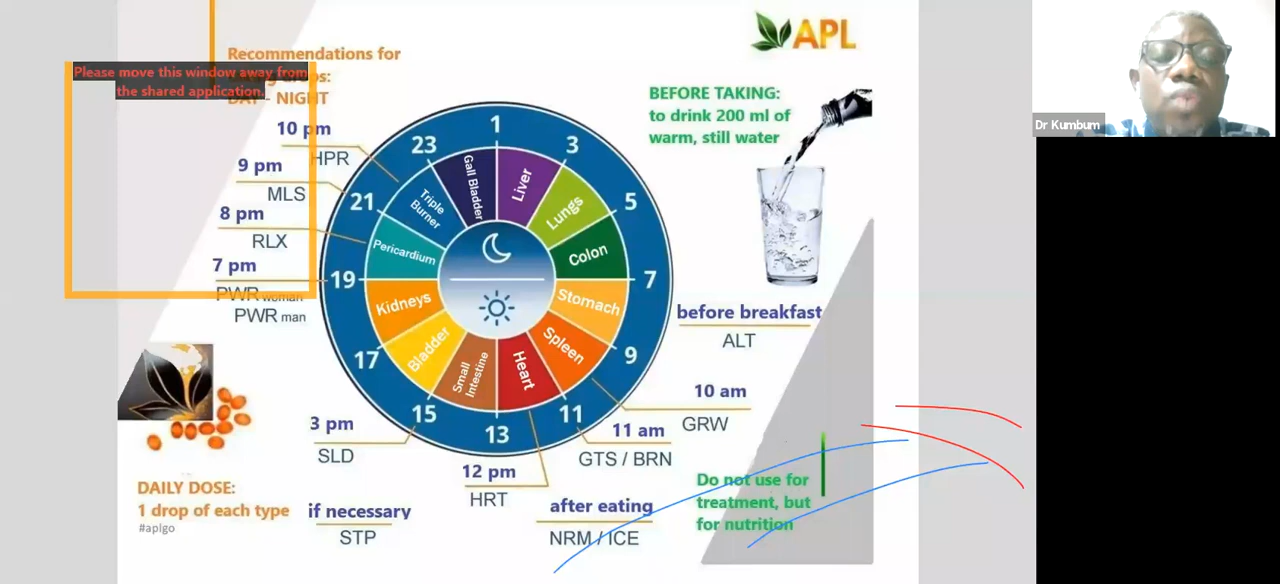 APL
Recommendations for
Please move this window away from
the shared application.
drops:
DAY - NIGHT
10 pm
HPR
9 pm
MLS
8 pm
RLX
7 pm
PWR woman
PWR man
BEFORE TAKING:
to drink 200 ml of
warm, still water
Dr Kumbum
1
3
5
7
9
11
13
15
17
19
21
23
Liver
Lungs
Colon
Stomach
Spleen
Heart
Small
Intestine
Bladder
Kidneys
Pericardium
Triple
Burner
Gall Bladder
before breakfast
ALT
10 am
GRW
11 am
GTS / BRN
12 pm
HRT
after eating
NRM / ICE
3 pm
SLD
if necessary
STP
DAILY DOSE:
1 drop of each type
#aplgo
Do not use for
treatment, but
for nutrition